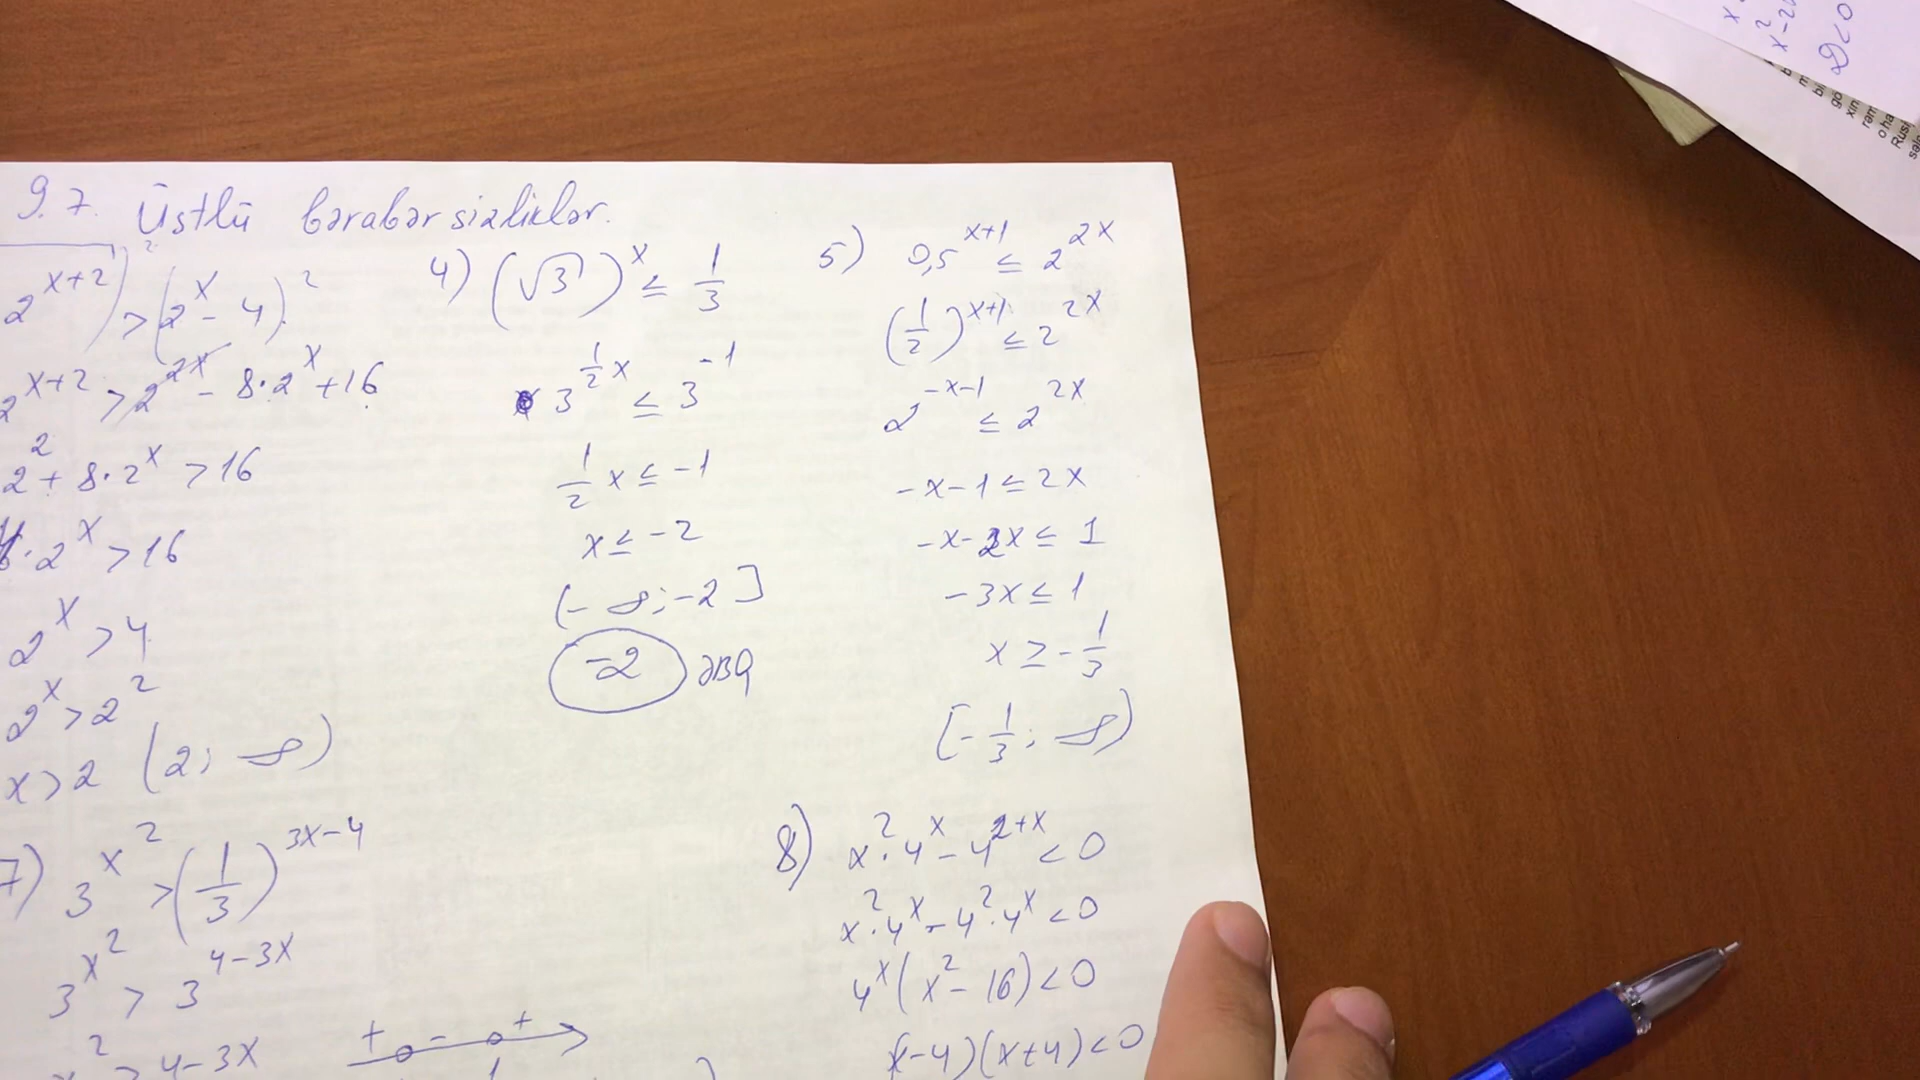 9.7. Üstlü bərabərsizliklər.
2^(x+2) > (2^x - 4)^2
2^(x+2) > 2^(2x) - 8·2^x + 16
2^2 + 8·2^x > 16
·2^x > 16
2^x > 4
2^x > 2^2
x > 2 (2; ∞)
7) 3^(x^2) > (1/3)^(3x-4)
3^(x^2) > 3^(4-3x)
x^2 > 4-3x
+ - +
4) (√3)^x ≤ 1/3
3^(1/2 x) ≤ 3^(-1)
1/2 x ≤ -1
x ≤ -2
(-∞; -2]
-2 ƏBQ
5) 0,5^(x+1) ≤ 2^(2x)
(1/2)^(x+1) ≤ 2^(2x)
2^(-x-1) ≤ 2^(2x)
-x-1 ≤ 2x
-x-2x ≤ 1
-3x ≤ 1
x ≥ -1/3
[-1/3; ∞)
8) x^2·4^x - 4^(2+x) < 0
x^2·4^x - 4^2·4^x < 0
4^x(x^2 - 16) < 0
(x-4)(x+4) < 0